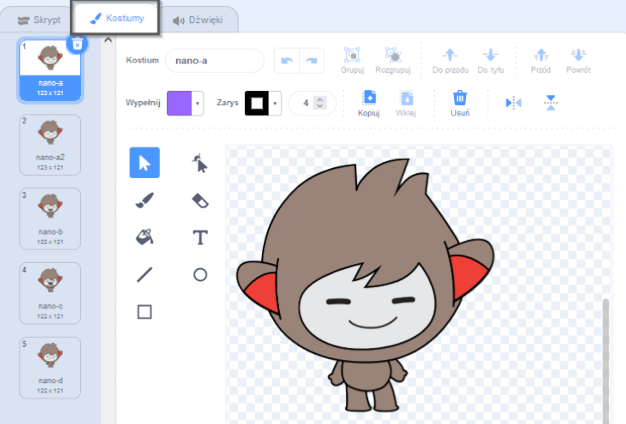 Skrypt
Kostiumy
Dźwięki
1
nano-a
123 x 121
2
nano-a2
123 x 121
3
nano-b
122 x 121
4
nano-c
122 x 121
5
nano-d
122 x 121
Kostium
nano-a
Grupuj
Rozgrupuj
Do przodu
Do tyłu
Przód
Powrót
Wypełnij
Zarys
4
Kopiuj
Wklej
Usuń
T